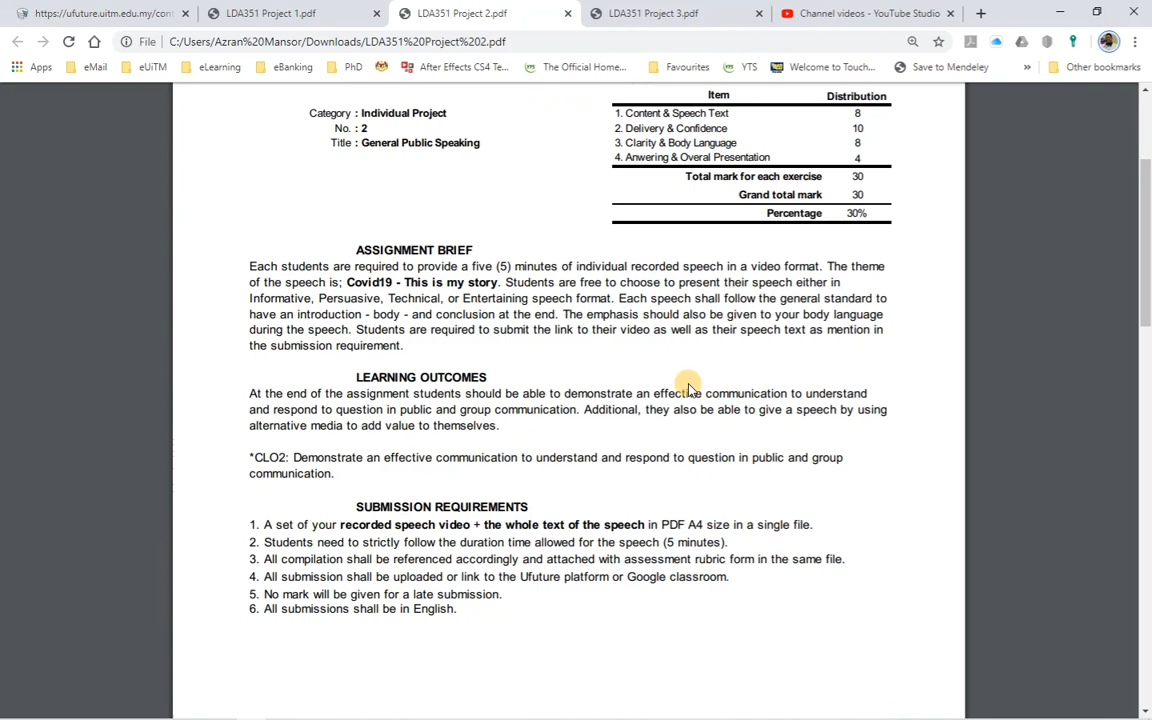 https://ufuture.uitm.edu.my/cont
LDA351 Project 1.pdf
LDA351 Project 2.pdf
LDA351 Project 3.pdf
Channel videos - YouTube Studio
File
C:/Users/Azran%20Mansor/Downloads/LDA351%20Project%202.pdf
Apps
eMail
eUiTM
eLearning
eBanking
PhD
After Effects CS4 Te...
The Official Home...
Favourites
YTS
Welcome to Touch...
Save to Mendeley
»
Other bookmarks
Category : Individual Project
No. : 2
Title : General Public Speaking
Item Distribution
1. Content & Speech Text 8
2. Delivery & Confidence 10
3. Clarity & Body Language 8
4. Anwering & Overal Presentation 4
Total mark for each exercise 30
Grand total mark 30
Percentage 30%
ASSIGNMENT BRIEF
Each students are required to provide a five (5) minutes of individual recorded speech in a video format. The theme
of the speech is; Covid19 - This is my story. Students are free to choose to present their speech either in
Informative, Persuasive, Technical, or Entertaining speech format. Each speech shall follow the general standard to
have an introduction - body - and conclusion at the end. The emphasis should also be given to your body language
during the speech. Students are required to submit the link to their video as well as their speech text as mention in
the submission requirement.
LEARNING OUTCOMES
At the end of the assignment students should be able to demonstrate an effective communication to understand
and respond to question in public and group communication. Additional, they also be able to give a speech by using
alternative media to add value to themselves.
*CLO2: Demonstrate an effective communication to understand and respond to question in public and group
communication.
SUBMISSION REQUIREMENTS
1. A set of your recorded speech video + the whole text of the speech in PDF A4 size in a single file.
2. Students need to strictly follow the duration time allowed for the speech (5 minutes).
3. All compilation shall be referenced accordingly and attached with assessment rubric form in the same file.
4. All submission shall be uploaded or link to the Ufuture platform or Google classroom.
5. No mark will be given for a late submission.
6. All submissions shall be in English.